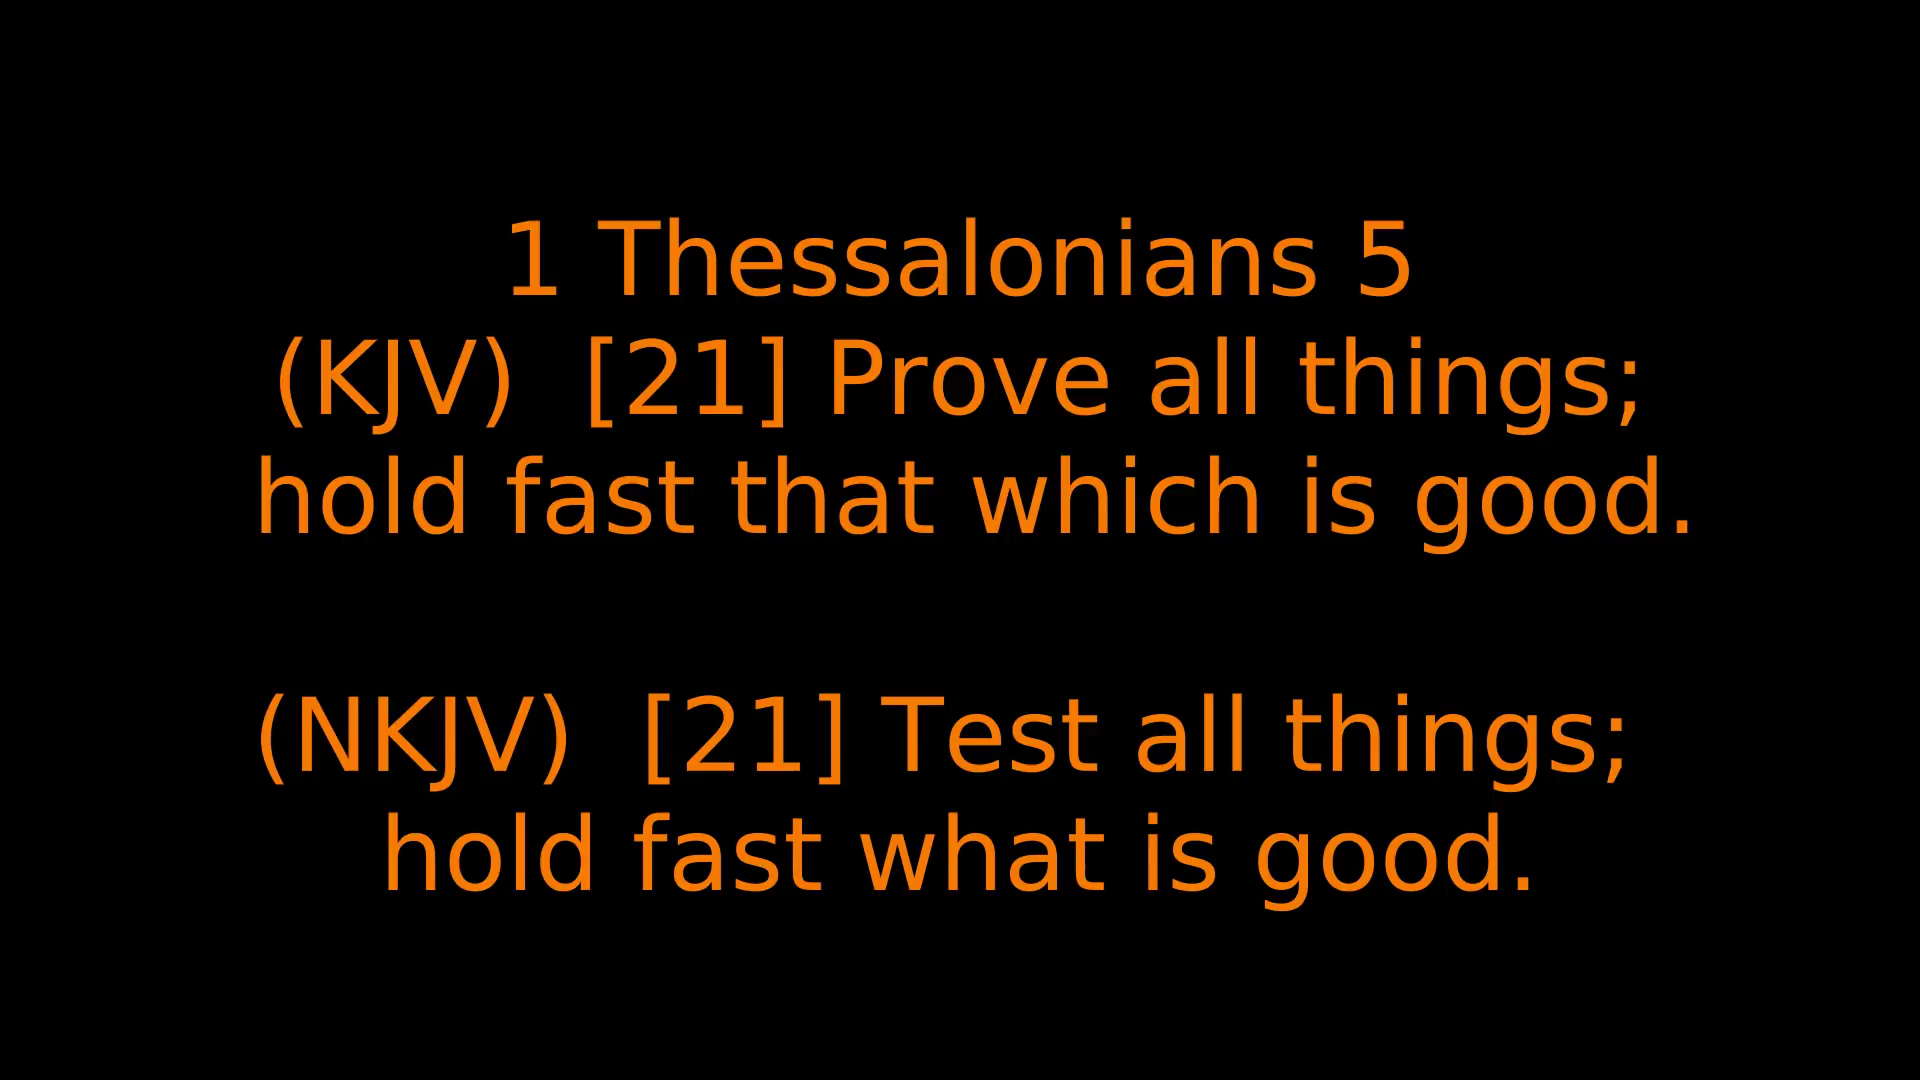 1 Thessalonians 5
(KJV)  [21] Prove all things;
hold fast that which is good.
(NKJV)  [21] Test all things;
hold fast what is good.